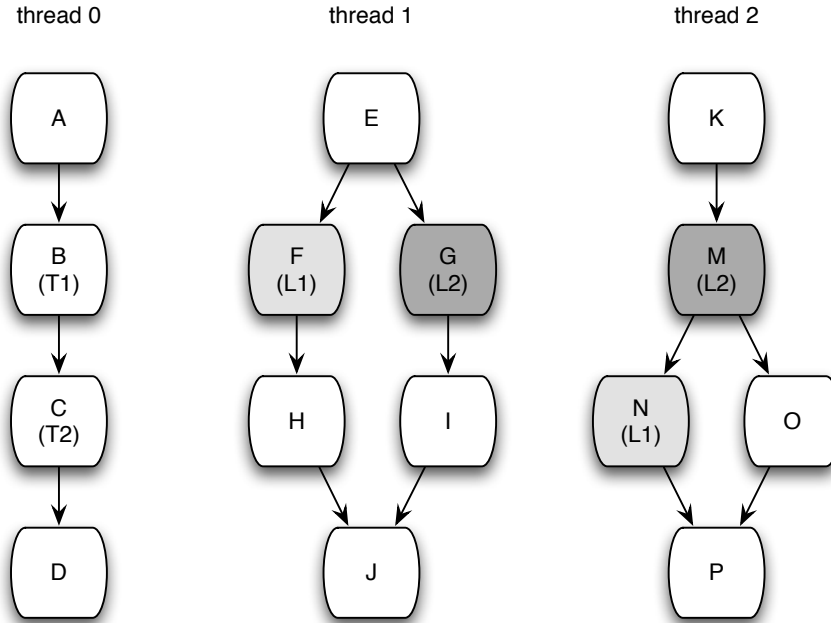 thread 0
thread 1
thread 2
A
E
K
B
(T1)
F
(L1)
G
(L2)
M
(L2)
C
(T2)
H
I
N
(L1)
O
D
J
P